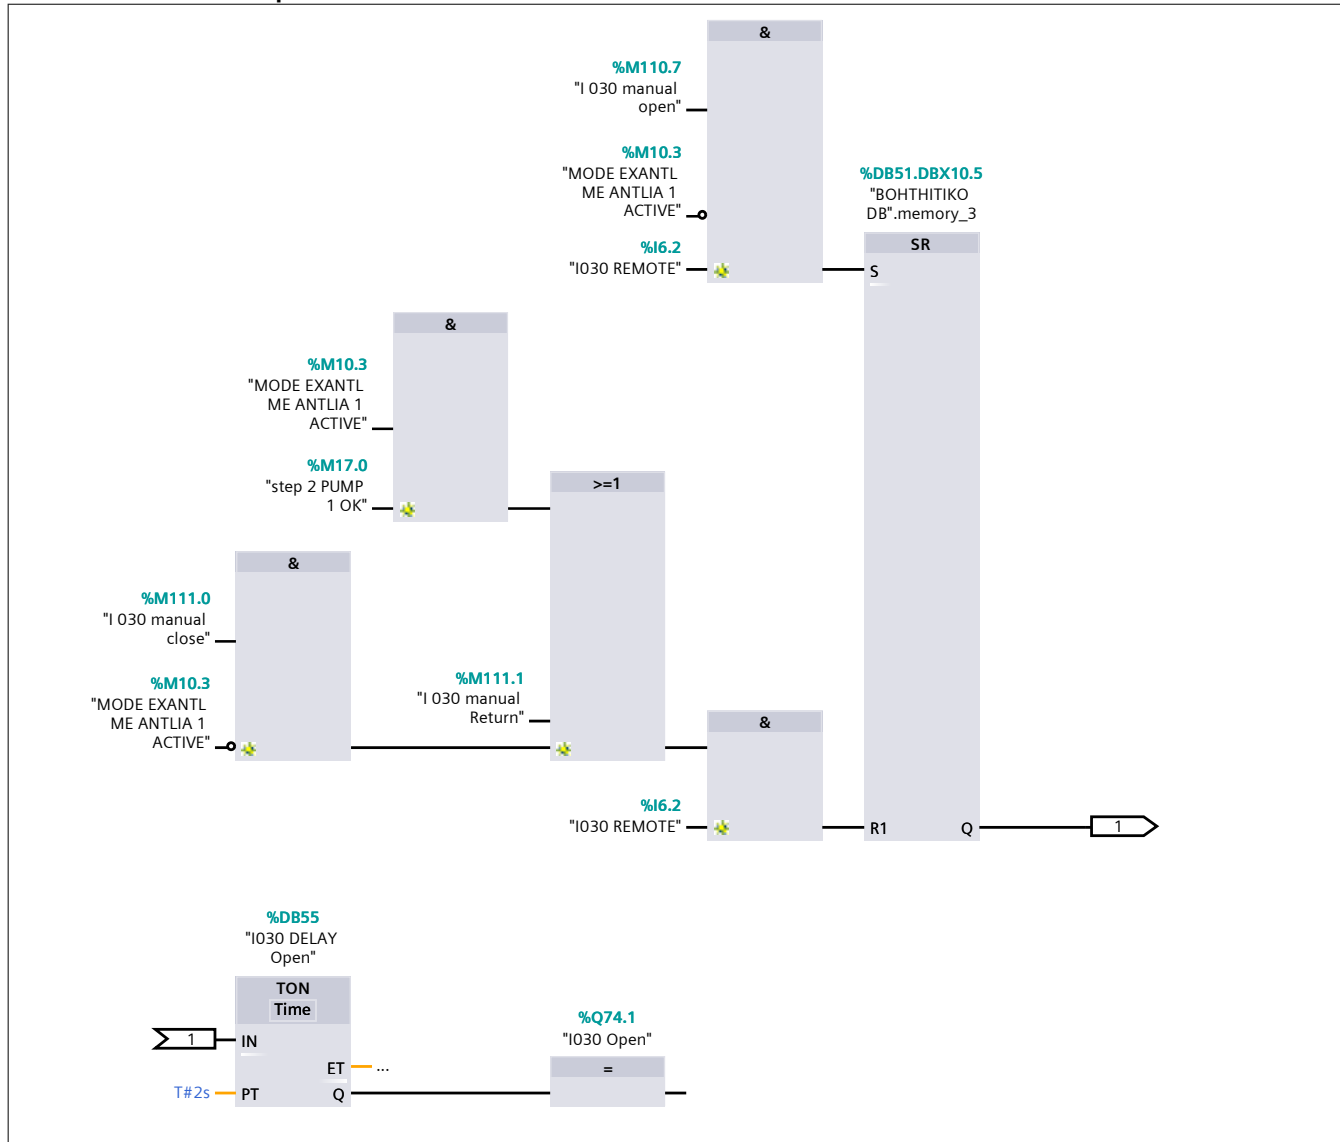 &
%M110.7
"I 030 manual
open"
%M10.3
"MODE EXANTL
ME ANTLIA 1
ACTIVE"
%I6.2
"I030 REMOTE"
%DB51.DBX10.5
"BOHTHITIKO
DB".memory_3
SR
S
&
%M10.3
"MODE EXANTL
ME ANTLIA 1
ACTIVE"
%M17.0
"step 2 PUMP
1 OK"
>=1
&
%M111.0
"I 030 manual
close"
%M10.3
"MODE EXANTL
ME ANTLIA 1
ACTIVE"
%M111.1
"I 030 manual
Return"
&
%I6.2
"I030 REMOTE"
R1 Q
1
%DB55
"I030 DELAY
Open"
TON
Time
1
IN
ET ...
T#2s
PT Q
%Q74.1
"I030 Open"
=